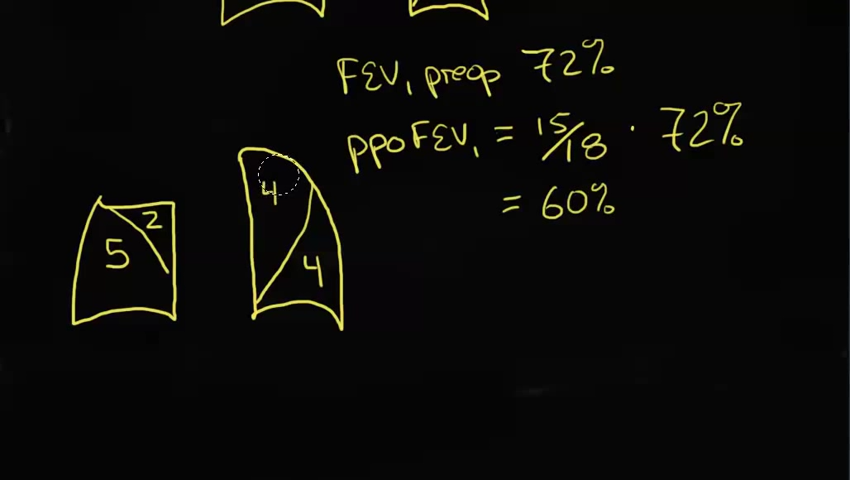 FEV₁ preop 72%
ppoFEV₁ = 15/18 · 72%
= 60%
4
2
5
4